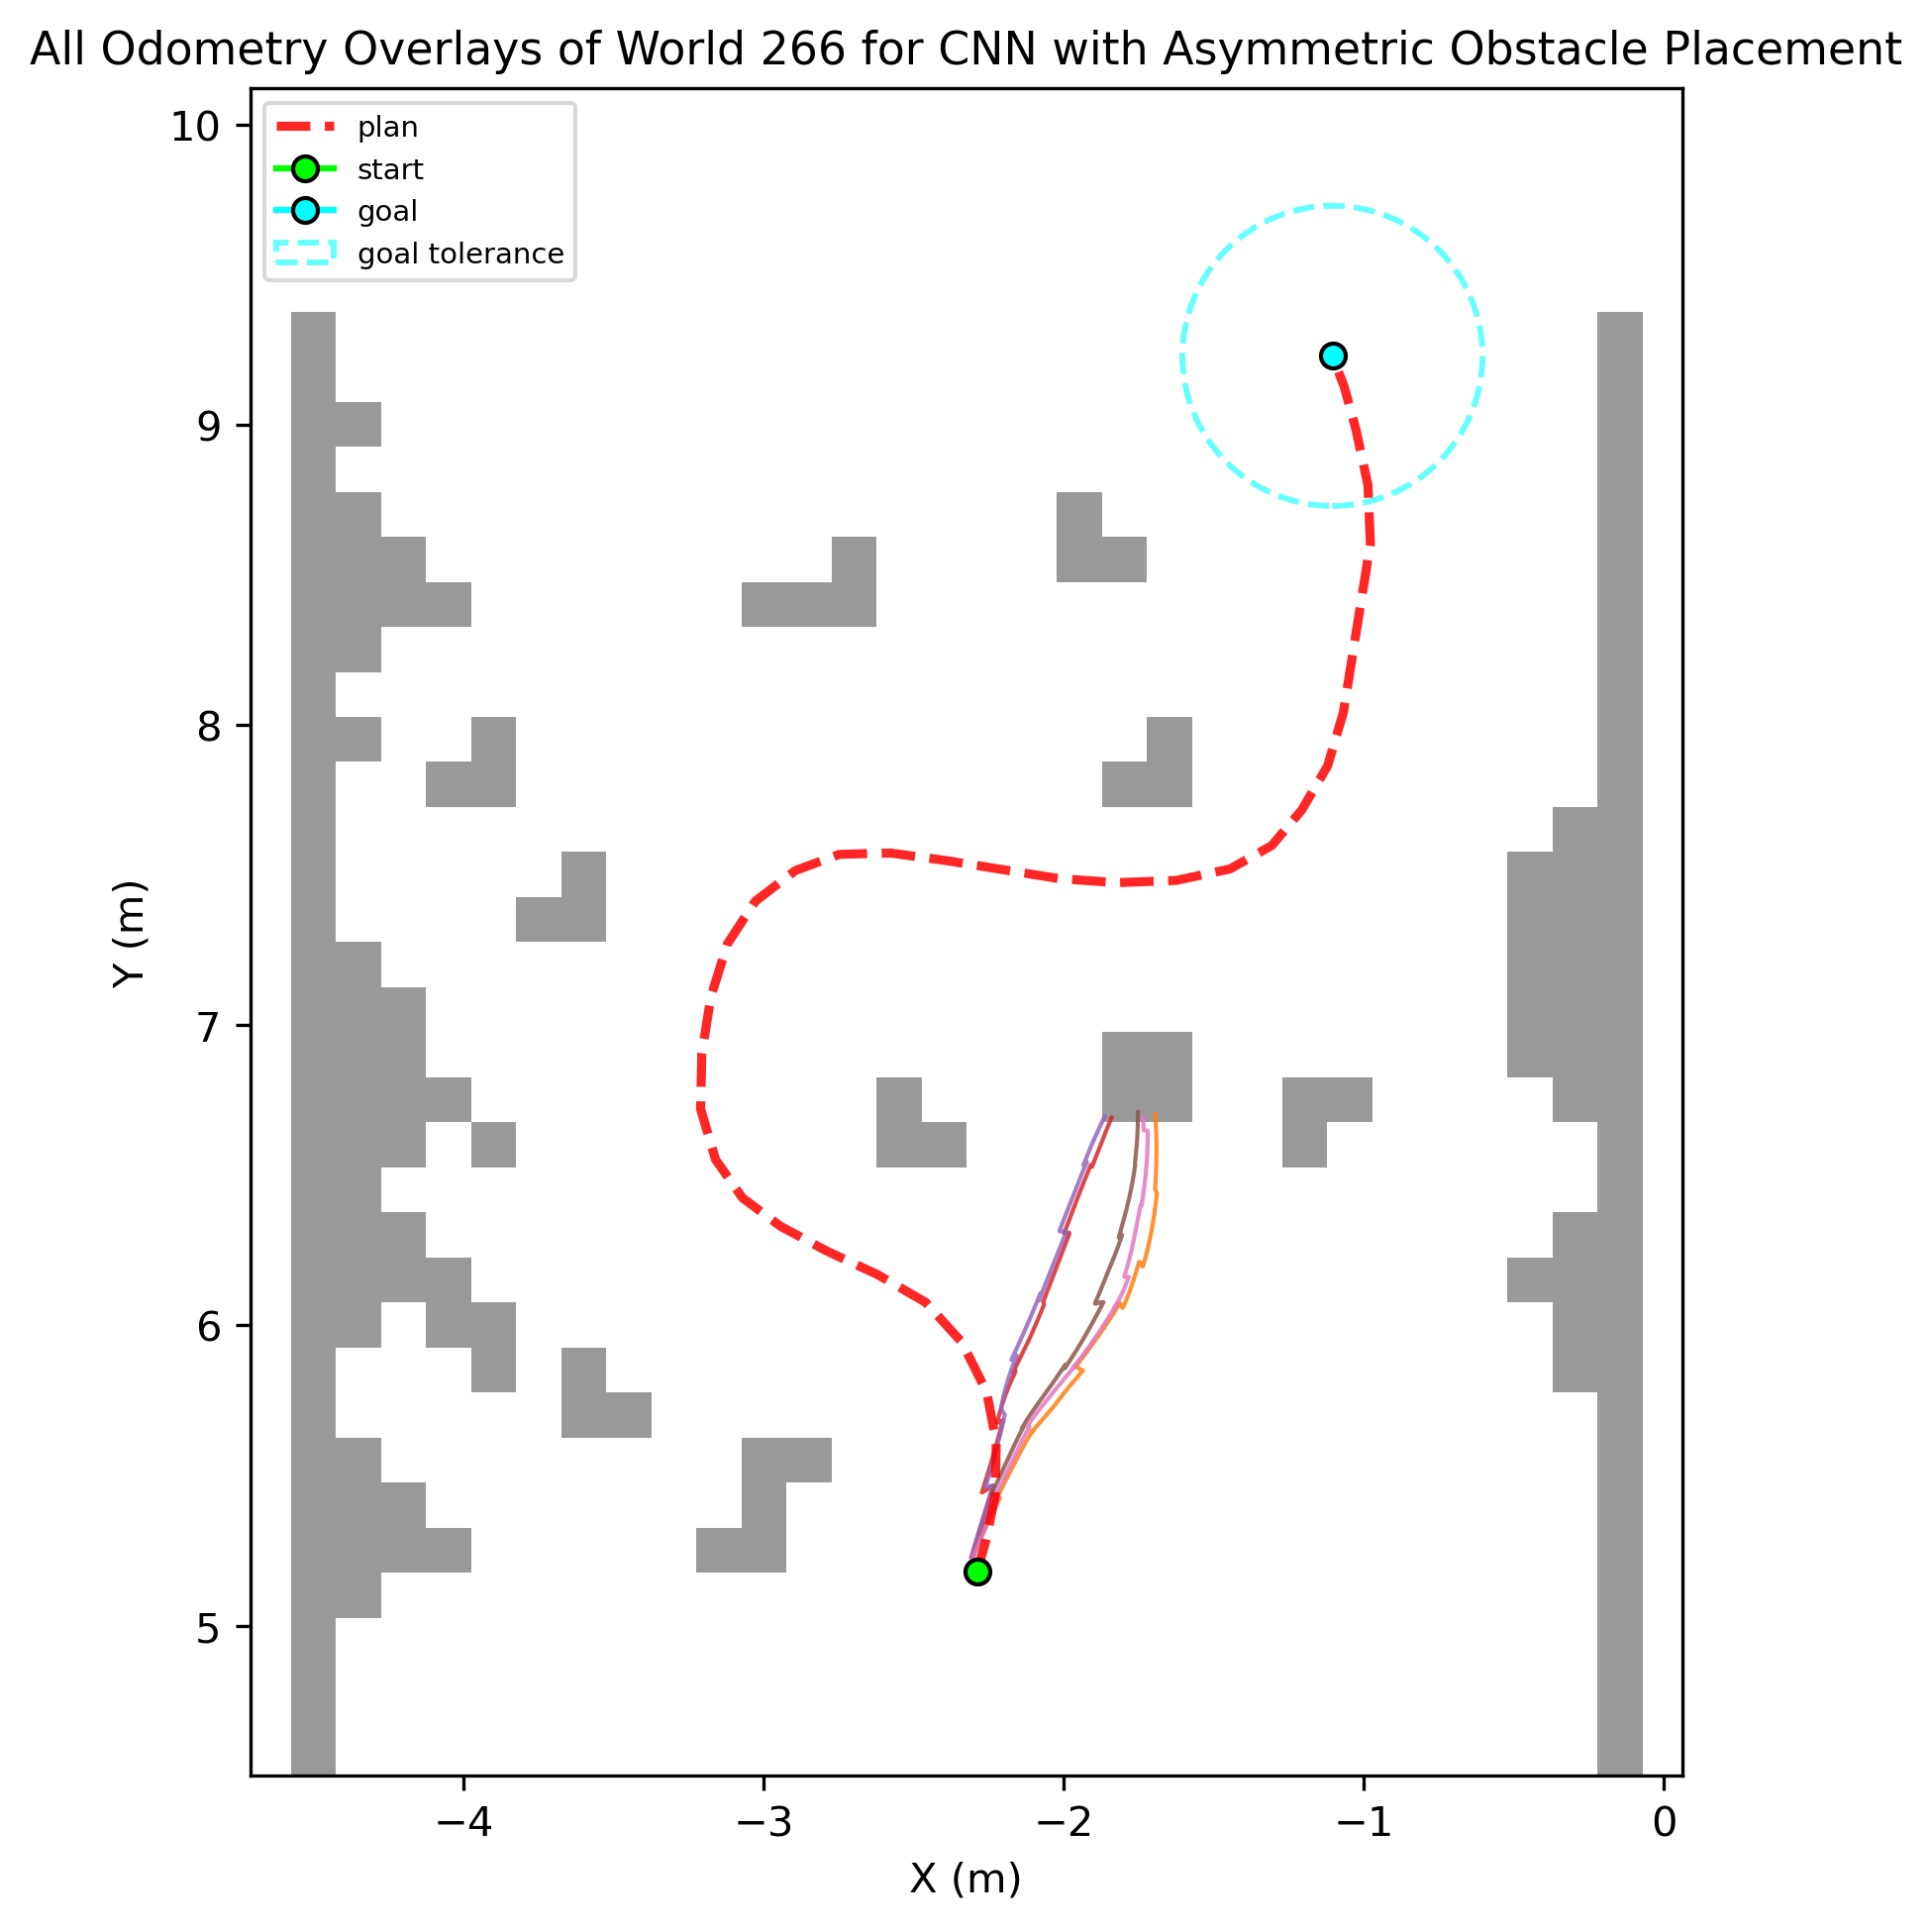 All Odometry Overlays of World 266 for CNN with Asymmetric Obstacle Placement
plan
start
goal
goal tolerance
10
9
8
7
6
5
Y (m)
−4
−3
−2
−1
0
X (m)